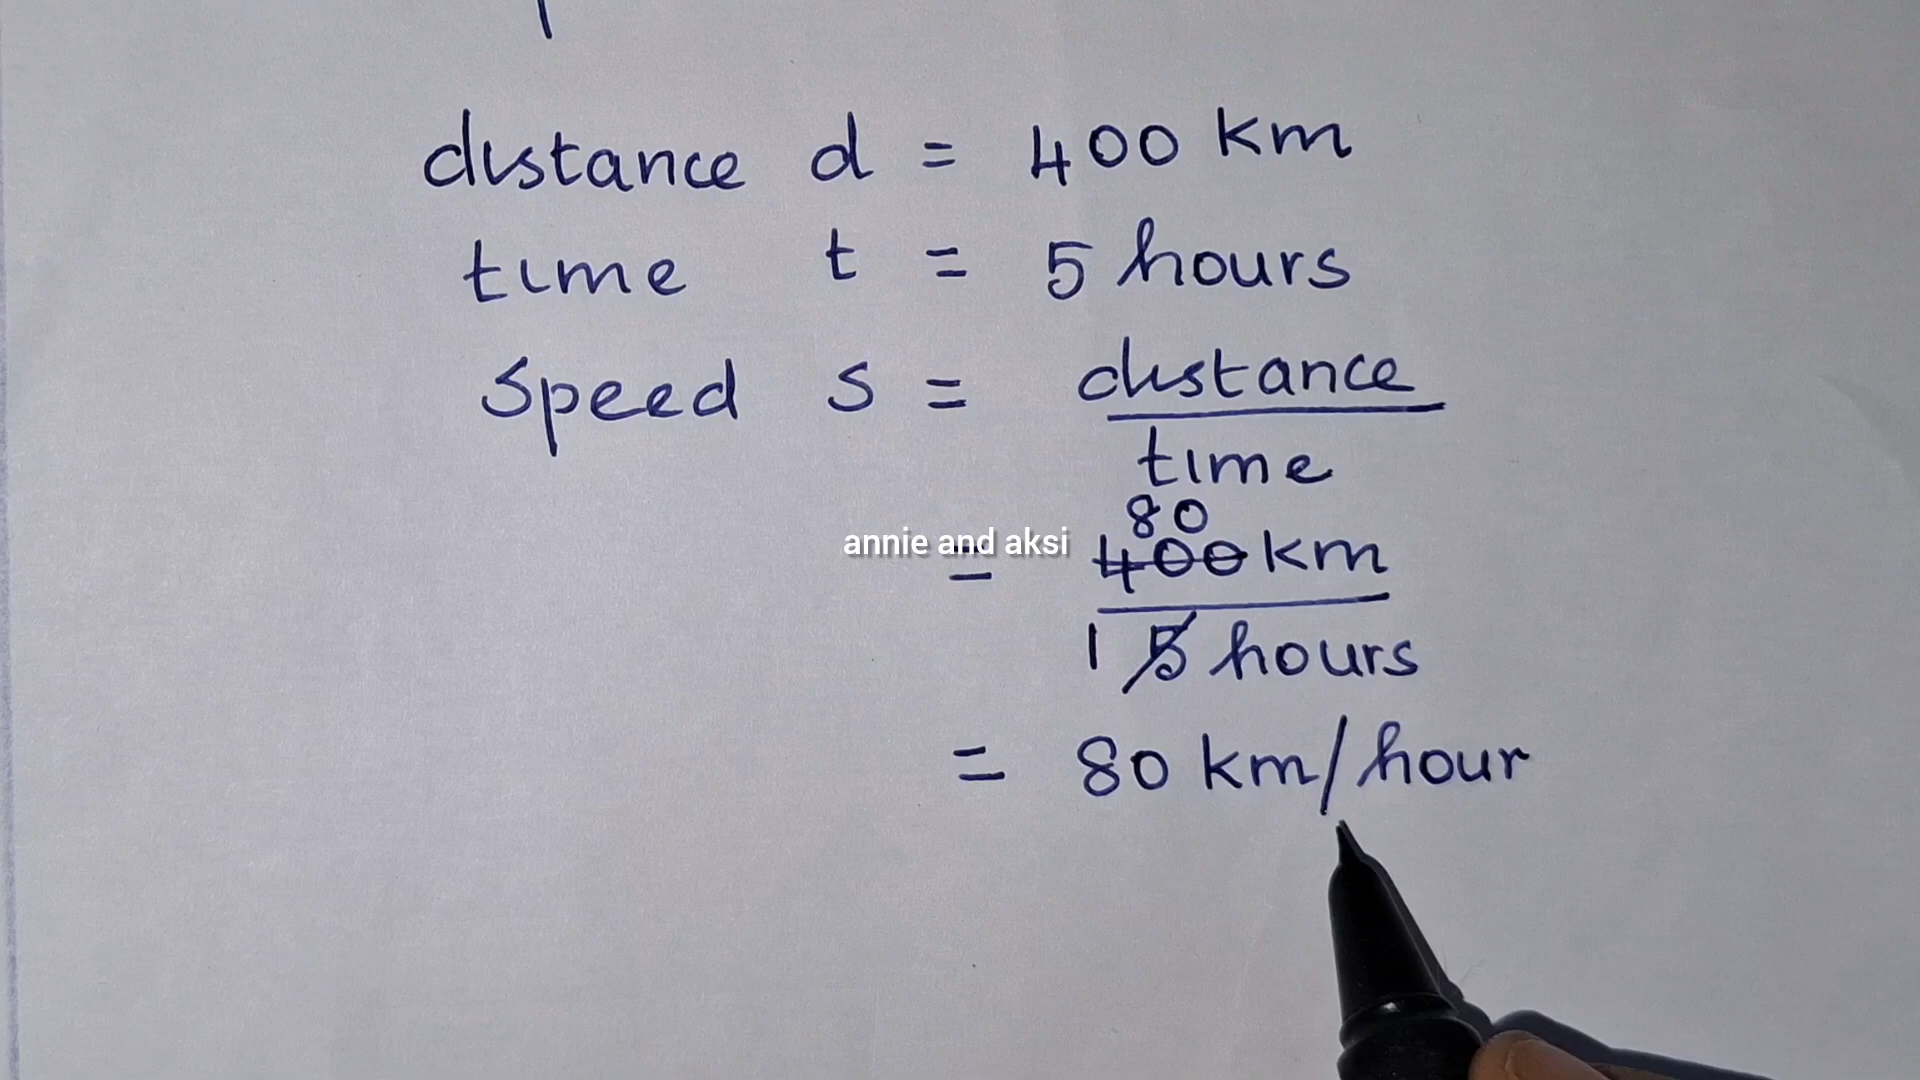 distance d = 400 km
time t = 5 hours
Speed s = distance
time
80
annie and aksi
= 400 km
1 5 hours
= 80 km/hour